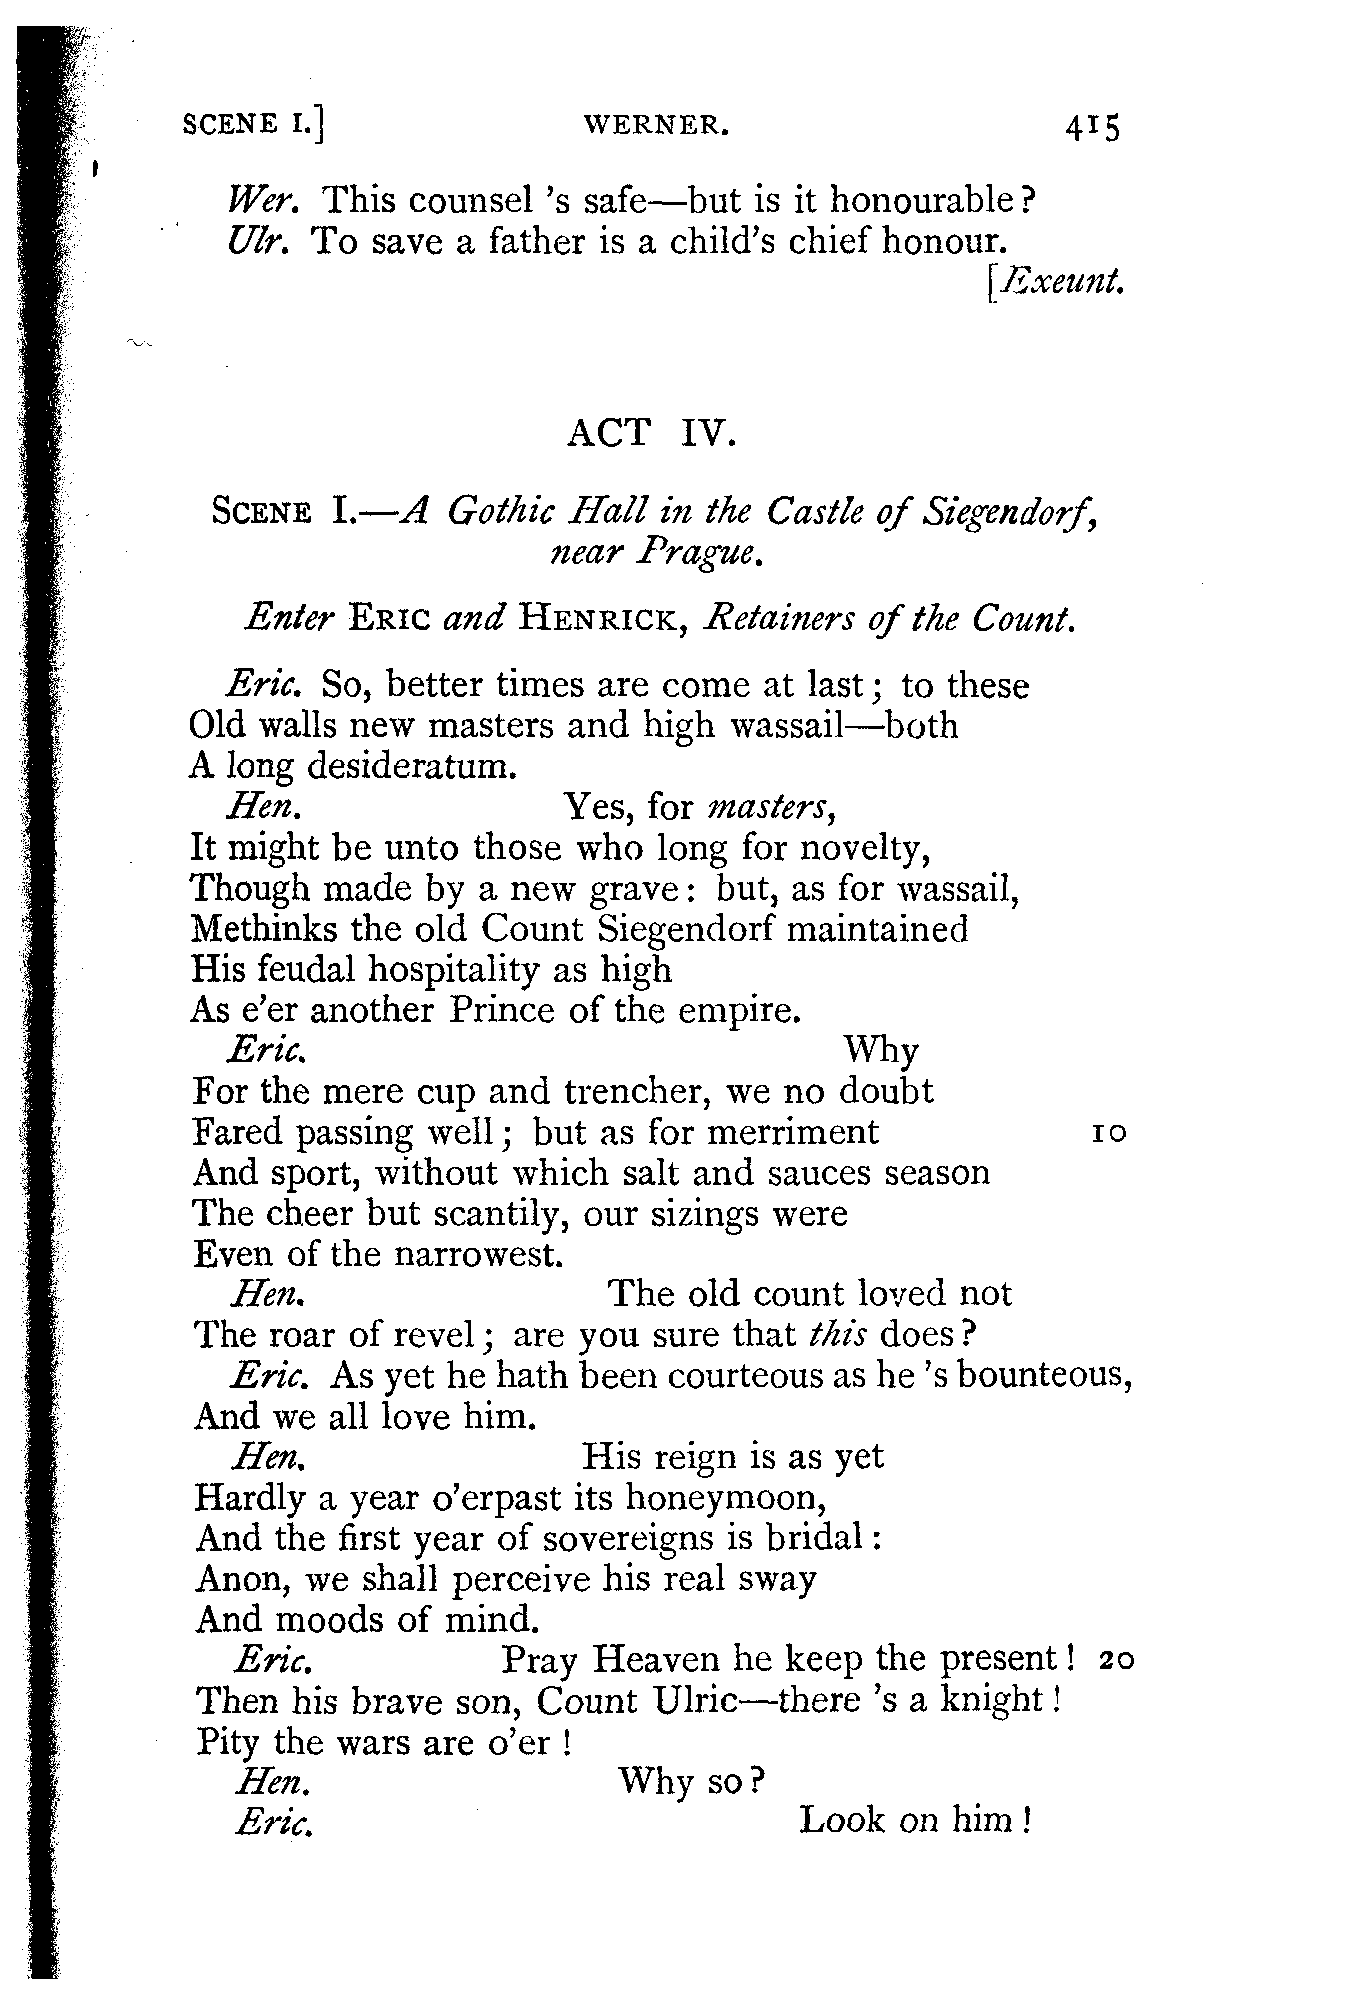 SCENE I.] WERNER. 415
Wer. This counsel 's safe—but is it honourable?
Ulr. To save a father is a child's chief honour.
[Exeunt.
ACT IV.
SCENE I.—A Gothic Hall in the Castle of Siegendorf,
near Prague.
Enter ERIC and HENRICK, Retainers of the Count.
Eric. So, better times are come at last; to these
Old walls new masters and high wassail—both
A long desideratum.
Hen. Yes, for masters,
It might be unto those who long for novelty,
Though made by a new grave: but, as for wassail,
Methinks the old Count Siegendorf maintained
His feudal hospitality as high
As e'er another Prince of the empire.
Eric. Why
For the mere cup and trencher, we no doubt
Fared passing well; but as for merriment 10
And sport, without which salt and sauces season
The cheer but scantily, our sizings were
Even of the narrowest.
Hen. The old count loved not
The roar of revel; are you sure that this does?
Eric. As yet he hath been courteous as he 's bounteous,
And we all love him.
Hen. His reign is as yet
Hardly a year o'erpast its honeymoon,
And the first year of sovereigns is bridal:
Anon, we shall perceive his real sway
And moods of mind.
Eric. Pray Heaven he keep the present! 20
Then his brave son, Count Ulric—there 's a knight!
Pity the wars are o'er!
Hen. Why so?
Eric. Look on him!